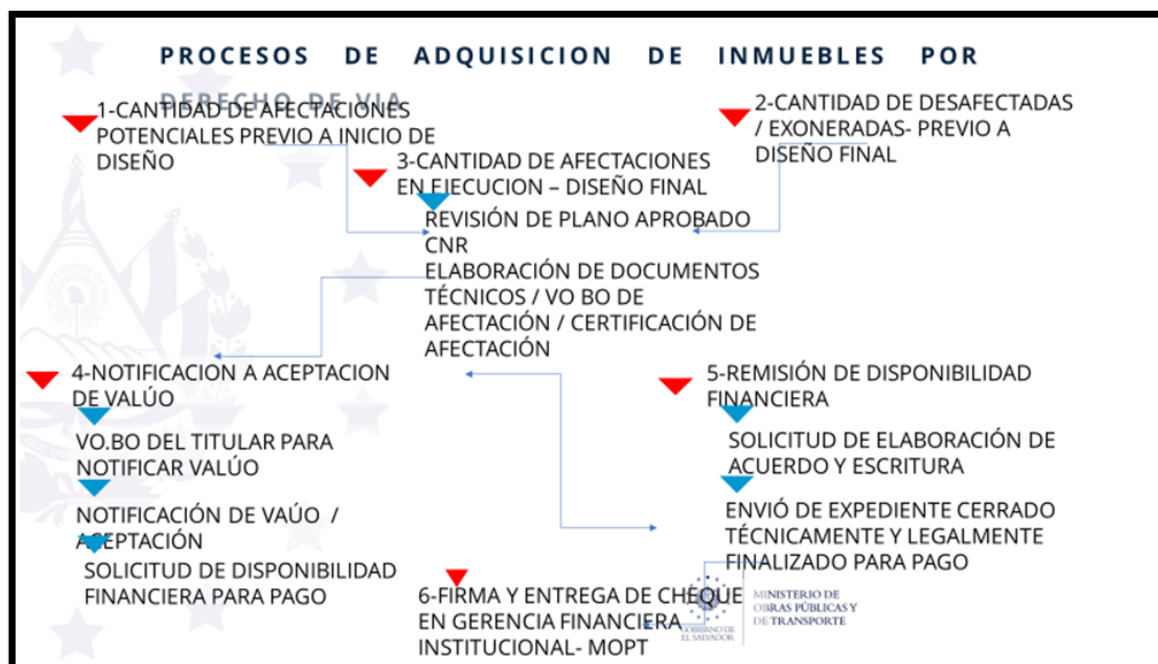 PROCESOS DE ADQUISICION DE INMUEBLES POR
DERECHO DE VIA
1-CANTIDAD DE AFECTACIONES
POTENCIALES PREVIO A INICIO DE
DISEÑO
2-CANTIDAD DE DESAFECTADAS
/ EXONERADAS- PREVIO A
DISEÑO FINAL
3-CANTIDAD DE AFECTACIONES
EN EJECUCION – DISEÑO FINAL
REVISIÓN DE PLANO APROBADO
CNR
ELABORACIÓN DE DOCUMENTOS
TÉCNICOS / VO BO DE
AFECTACIÓN / CERTIFICACIÓN DE
AFECTACIÓN
4-NOTIFICACION A ACEPTACION
DE VALÚO
VO.BO DEL TITULAR PARA
NOTIFICAR VALÚO
NOTIFICACIÓN DE VAÚO /
ACEPTACIÓN
SOLICITUD DE DISPONIBILIDAD
FINANCIERA PARA PAGO
5-REMISIÓN DE DISPONIBILIDAD
FINANCIERA
SOLICITUD DE ELABORACIÓN DE
ACUERDO Y ESCRITURA
ENVIÓ DE EXPEDIENTE CERRADO
TÉCNICAMENTE Y LEGALMENTE
FINALIZADO PARA PAGO
6-FIRMA Y ENTREGA DE CHEQUE
EN GERENCIA FINANCIERA
INSTITUCIONAL- MOPT
GOBIERNO DE
EL SALVADOR
MINISTERIO DE
OBRAS PÚBLICAS Y
DE TRANSPORTE